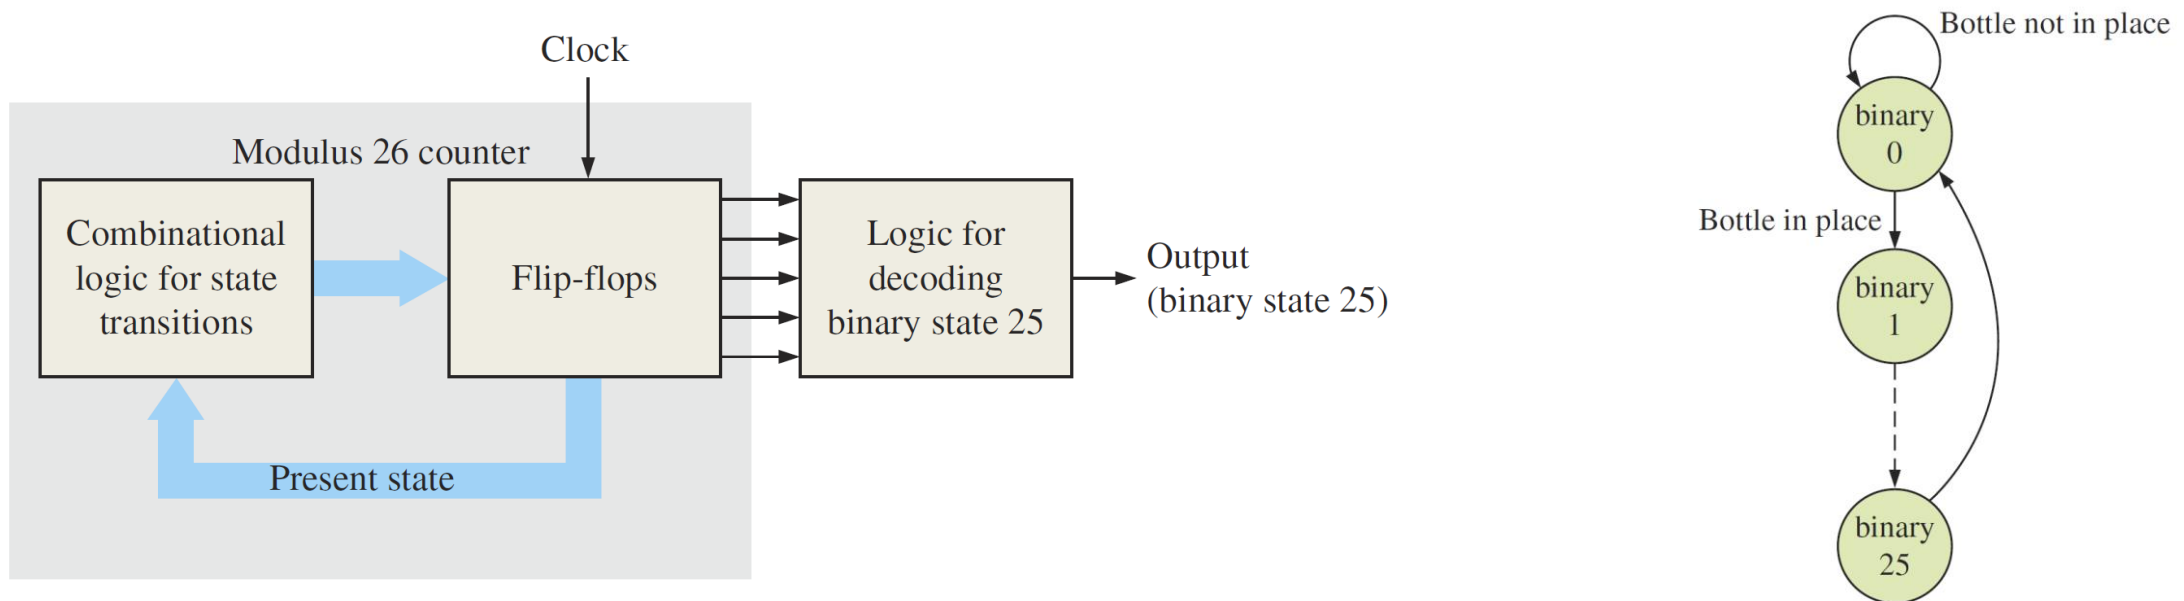 Clock
Modulus 26 counter
Combinational
logic for state
transitions
Flip-flops
Logic for
decoding
binary state 25
Output
(binary state 25)
Present state
Bottle not in place
binary
0
Bottle in place
binary
1
binary
25